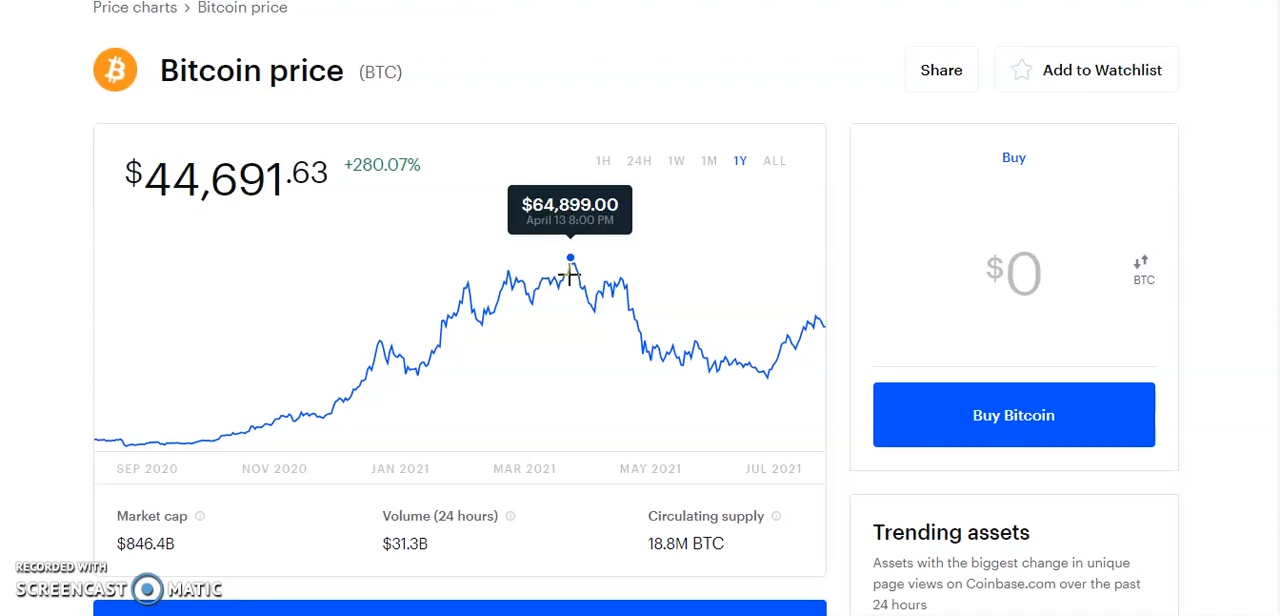 Price charts > Bitcoin price
Bitcoin price (BTC)
Share
Add to Watchlist
$44,691.63 +280.07%
1H 24H 1W 1M 1Y ALL
$64,899.00
April 13 8:00 PM
SEP 2020 NOV 2020 JAN 2021 MAR 2021 MAY 2021 JUL 2021
Market cap Volume (24 hours) Circulating supply
$846.4B $31.3B 18.8M BTC
Buy
$0
BTC
Buy Bitcoin
Trending assets
Assets with the biggest change in unique
page views on Coinbase.com over the past
24 hours
RECORDED WITH
SCREENCAST MATIC